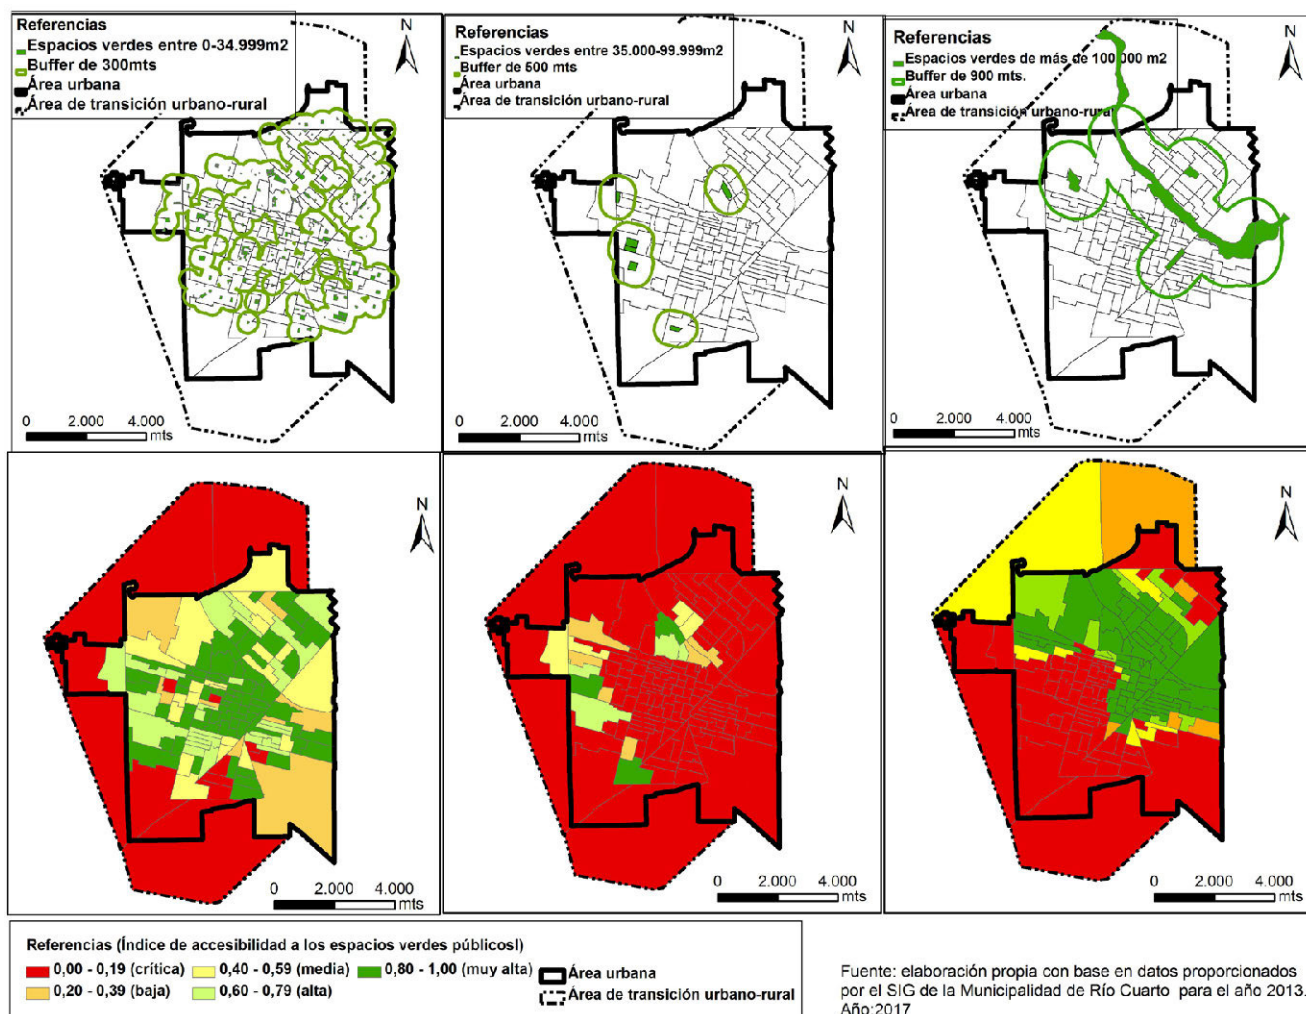 Referencias
Espacios verdes entre 0-34.999m2
Buffer de 300mts
Área urbana
Área de transición urbano-rural
N
0 2.000 4.000
mts
Referencias
Espacios verdes entre 35.000-99.999m2
Buffer de 500 mts
Área urbana
Área de transición urbano-rural
N
0 2.000 4.000
mts
Referencias
Espacios verdes de más de 100.000 m2
Buffer de 900 mts.
Área urbana
Área de transición urbano-rural
N
0 2.000 4.000
mts
N
0 2.000 4.000
mts
N
0 2.000 4.000
mts
N
0 2.000 4.000
mts
Referencias (Índice de accesibilidad a los espacios verdes públicosl)
0,00 - 0,19 (crítica) 0,40 - 0,59 (media) 0,80 - 1,00 (muy alta) Área urbana
0,20 - 0,39 (baja) 0,60 - 0,79 (alta) Área de transición urbano-rural
Fuente: elaboración propia con base en datos proporcionados
por el SIG de la Municipalidad de Río Cuarto para el año 2013.
Año:2017